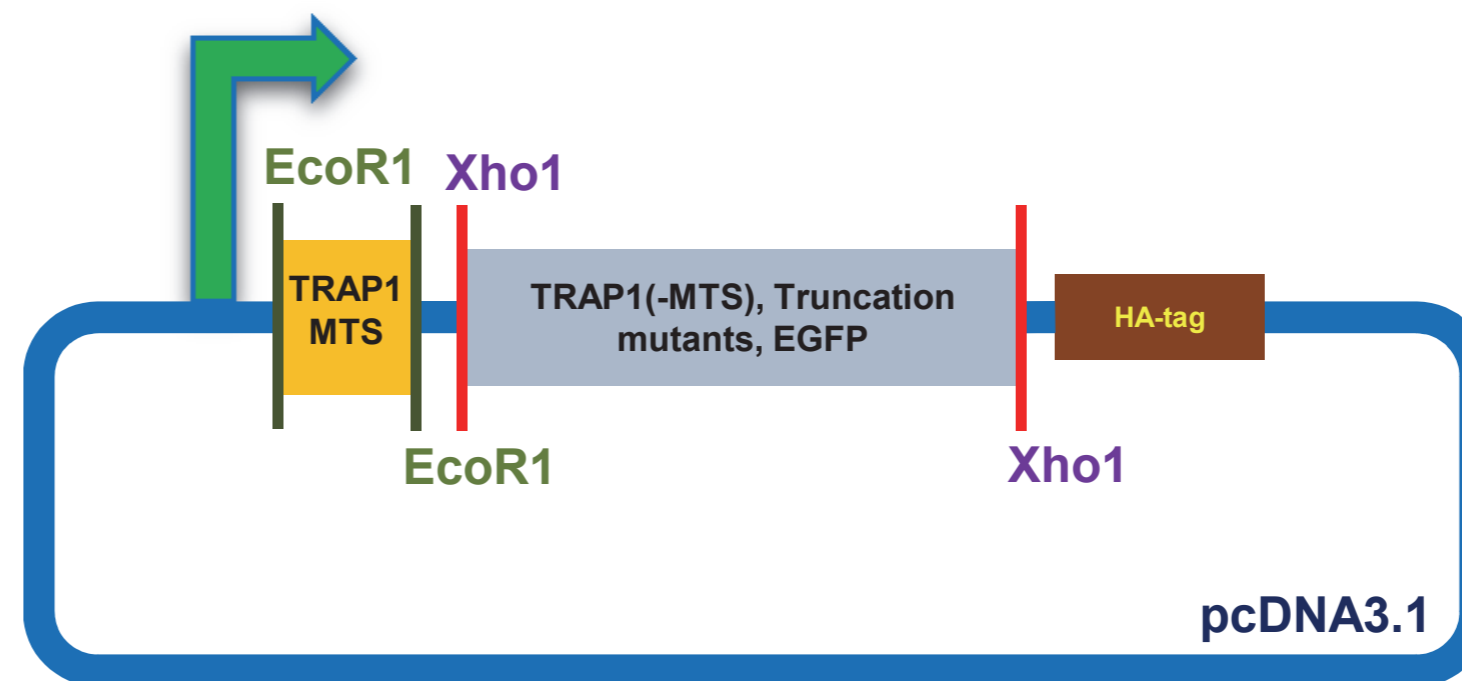 EcoR1
Xho1
TRAP1
MTS
TRAP1(-MTS), Truncation
mutants, EGFP
HA-tag
EcoR1
Xho1
pcDNA3.1